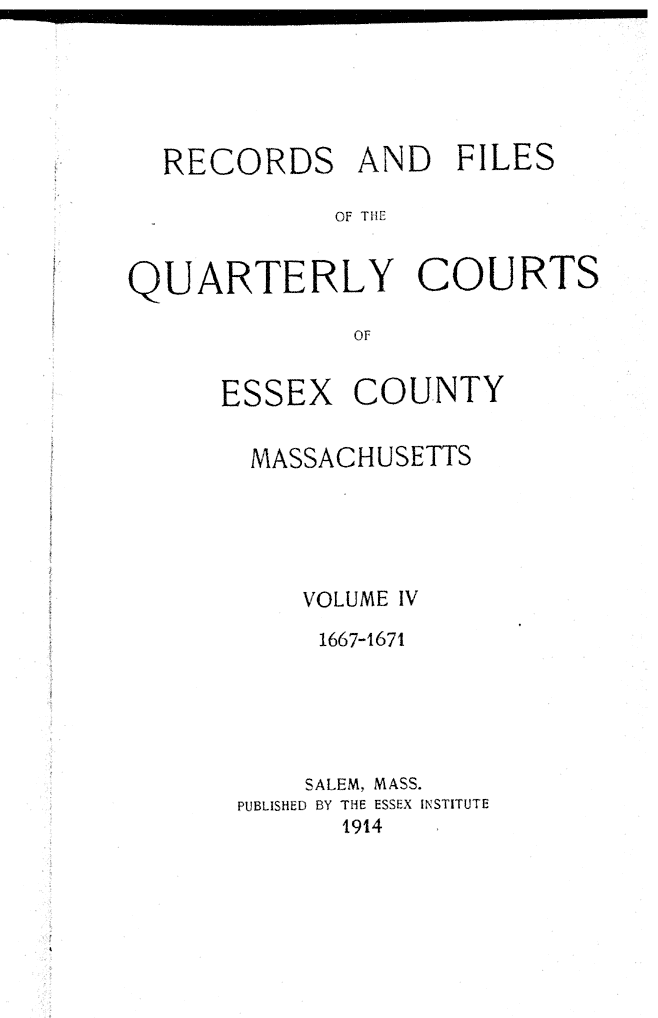 RECORDS AND FILES
OF THE
QUARTERLY COURTS
OF
ESSEX COUNTY
MASSACHUSETTS
VOLUME IV
1667-1671
SALEM, MASS.
PUBLISHED BY THE ESSEX INSTITUTE
1914